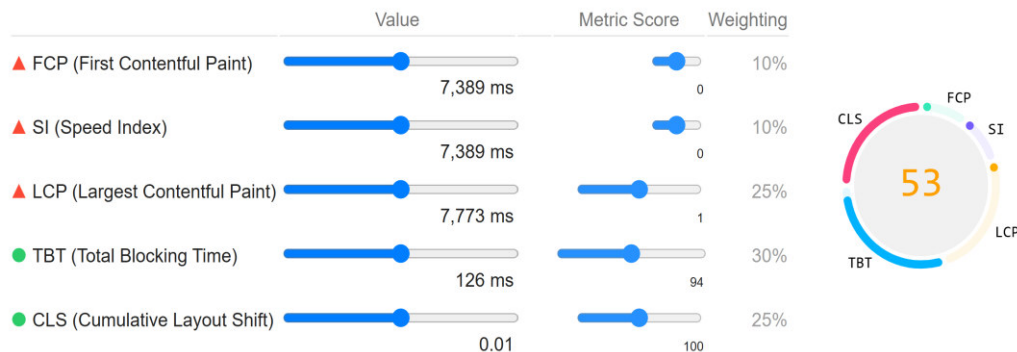 Value Metric Score Weighting
FCP (First Contentful Paint) 10%
7,389 ms 0
SI (Speed Index) 10%
7,389 ms 0
LCP (Largest Contentful Paint) 25%
7,773 ms 1
TBT (Total Blocking Time) 30%
126 ms 94
CLS (Cumulative Layout Shift) 25%
0.01 100
FCP
CLS
SI
53
LCP
TBT